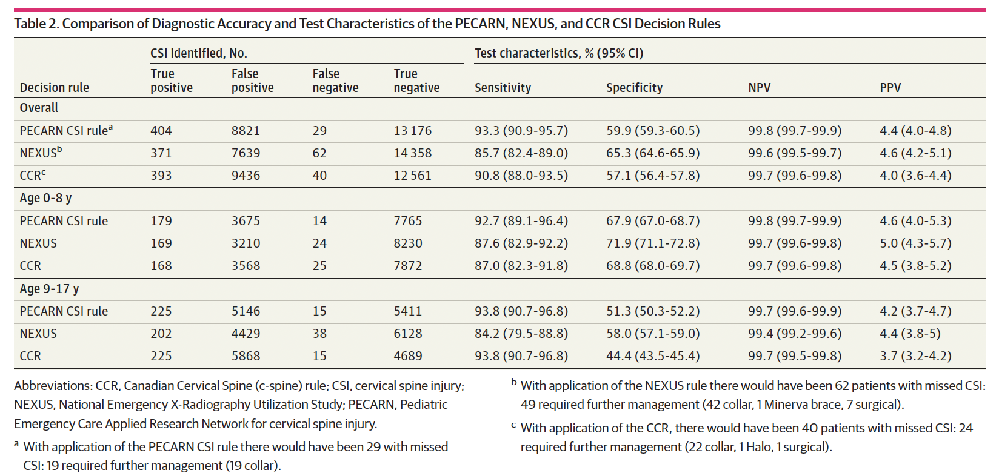 Table 2. Comparison of Diagnostic Accuracy and Test Characteristics of the PECARN, NEXUS, and CCR CSI Decision Rules
CSI identified, No. Test characteristics, % (95% CI)
Decision rule True positive False positive False negative True negative Sensitivity Specificity NPV PPV
Overall
PECARN CSI ruleᵃ 404 8821 29 13 176 93.3 (90.9-95.7) 59.9 (59.3-60.5) 99.8 (99.7-99.9) 4.4 (4.0-4.8)
NEXUSᵇ 371 7639 62 14 358 85.7 (82.4-89.0) 65.3 (64.6-65.9) 99.6 (99.5-99.7) 4.6 (4.2-5.1)
CCRᶜ 393 9436 40 12 561 90.8 (88.0-93.5) 57.1 (56.4-57.8) 99.7 (99.6-99.8) 4.0 (3.6-4.4)
Age 0-8 y
PECARN CSI rule 179 3675 14 7765 92.7 (89.1-96.4) 67.9 (67.0-68.7) 99.8 (99.7-99.9) 4.6 (4.0-5.3)
NEXUS 169 3210 24 8230 87.6 (82.9-92.2) 71.9 (71.1-72.8) 99.7 (99.6-99.8) 5.0 (4.3-5.7)
CCR 168 3568 25 7872 87.0 (82.3-91.8) 68.8 (68.0-69.7) 99.7 (99.6-99.8) 4.5 (3.8-5.2)
Age 9-17 y
PECARN CSI rule 225 5146 15 5411 93.8 (90.7-96.8) 51.3 (50.3-52.2) 99.7 (99.6-99.9) 4.2 (3.7-4.7)
NEXUS 202 4429 38 6128 84.2 (79.5-88.8) 58.0 (57.1-59.0) 99.4 (99.2-99.6) 4.4 (3.8-5)
CCR 225 5868 15 4689 93.8 (90.7-96.8) 44.4 (43.5-45.4) 99.7 (99.5-99.8) 3.7 (3.2-4.2)
Abbreviations: CCR, Canadian Cervical Spine (c-spine) rule; CSI, cervical spine injury;
NEXUS, National Emergency X-Radiography Utilization Study; PECARN, Pediatric
Emergency Care Applied Research Network for cervical spine injury.
ᵃ With application of the PECARN CSI rule there would have been 29 with missed
CSI: 19 required further management (19 collar).
ᵇ With application of the NEXUS rule there would have been 62 patients with missed CSI:
49 required further management (42 collar, 1 Minerva brace, 7 surgical).
ᶜ With application of the CCR, there would have been 40 patients with missed CSI: 24
required further management (22 collar, 1 Halo, 1 surgical).